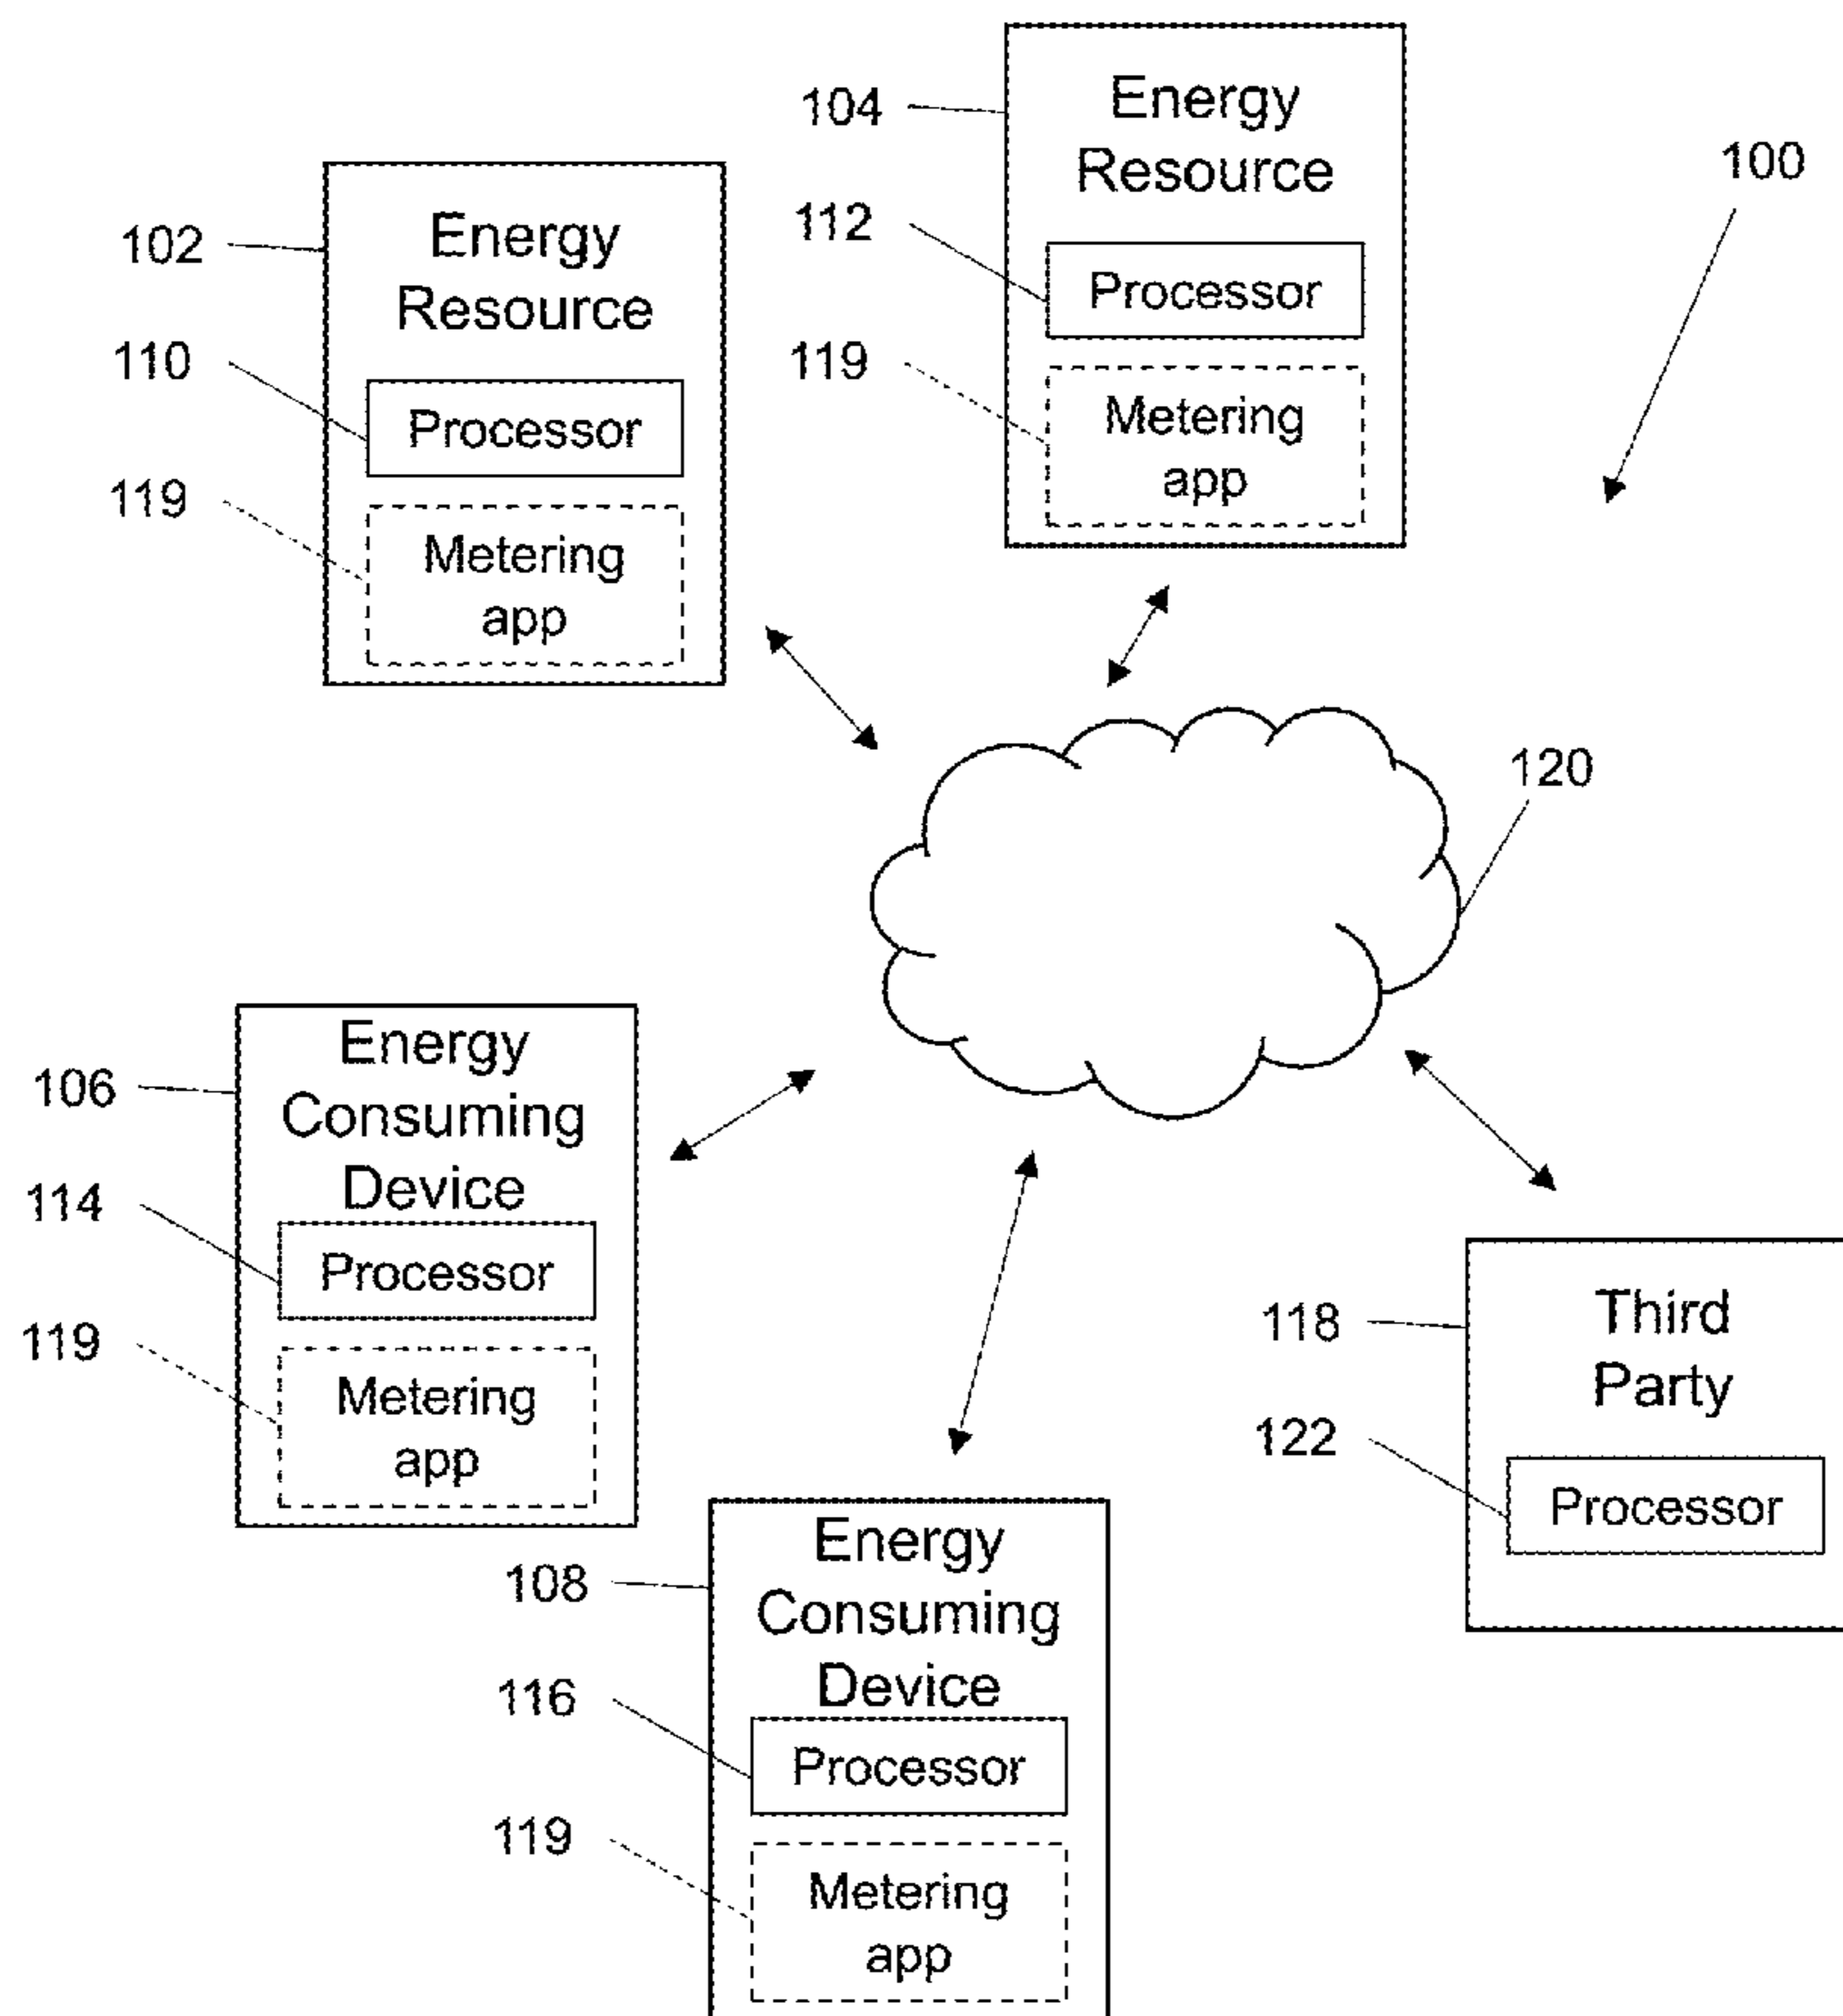 104
Energy
Resource
112
Processor
119
Metering
app
100
102
Energy
Resource
110
Processor
119
Metering
app
120
106
Energy
Consuming
Device
114
Processor
119
Metering
app
118
Third
Party
122
Processor
108
Energy
Consuming
Device
116
Processor
119
Metering
app